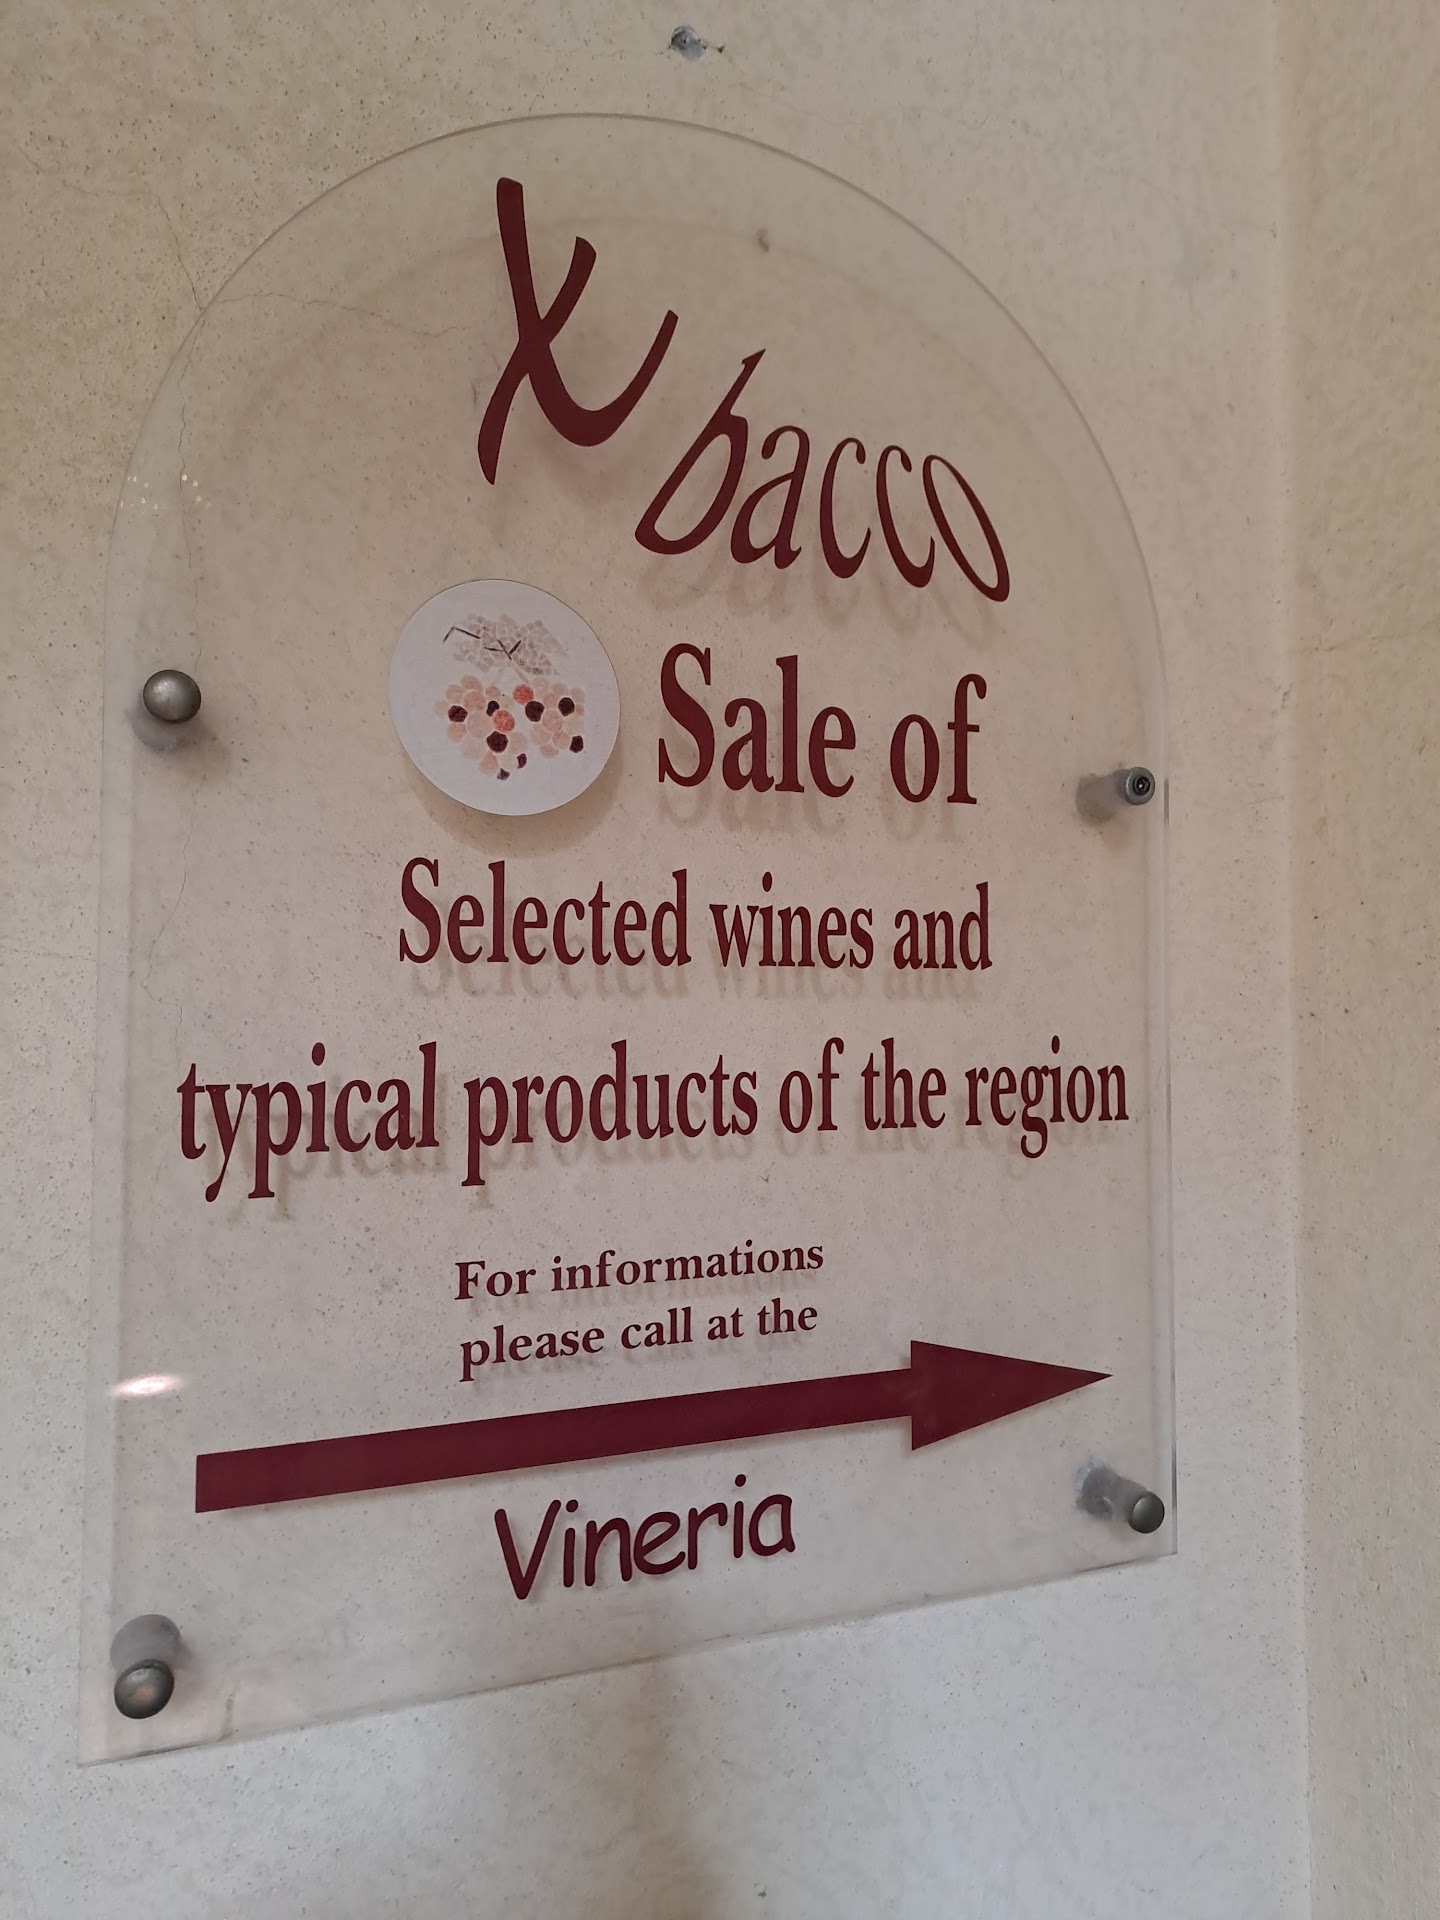 X bacco
Sale of
Selected wines and
typical products of the region
For informations
please call at the
Vineria